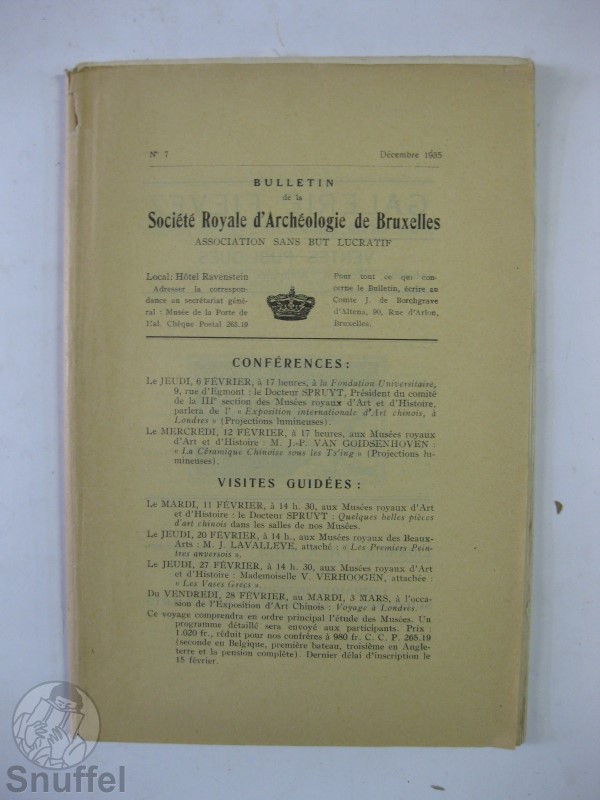 N° 7 Décembre 1935
BULLETIN
de la
Société Royale d'Archéologie de Bruxelles
ASSOCIATION SANS BUT LUCRATIF
Local: Hôtel Ravenstein
Adresser la correspon-
dance au secrétariat géné-
ral : Musée de la Porte de
Hal. Chèque Postal 265.19
Pour tout ce qui con-
cerne le Bulletin, écrire au
Comte J. de Borchgrave
d'Altena, 90, Rue d'Arlon,
Bruxelles.
CONFÉRENCES :
Le JEUDI, 6 FÉVRIER, à 17 heures, à la Fondation Universitaire,
9, rue d'Egmont : le Docteur SPRUYT, Président du comité
de la IIIe section des Musées royaux d'Art et d'Histoire,
parlera de l' « Exposition internationale d'Art chinois, à
Londres » (Projections lumineuses).
Le MERCREDI, 12 FÉVRIER, à 17 heures, aux Musées royaux
d'Art et d'Histoire : M. J.-P. VAN GOIDSENHOVEN :
« La Céramique Chinoise sous les Ts'ing » (Projections lu-
mineuses).
VISITES GUIDÉES :
Le MARDI, 11 FÉVRIER, à 14 h. 30, aux Musées royaux d'Art
et d'Histoire : le Docteur SPRUYT : Quelques belles pièces
d'art chinois dans les salles de nos Musées.
Le JEUDI, 20 FÉVRIER, à 14 h., aux Musées royaux des Beaux-
Arts : M. J. LAVALLEYE, attaché : « Les Premiers Pein-
tres anversois ».
Le JEUDI, 27 FÉVRIER, à 14 h. 30, aux Musées royaux d'Art
et d'Histoire : Mademoiselle V. VERHOOGEN, attachée :
« Les Vases Grecs ».
Du VENDREDI, 28 FÉVRIER, au MARDI, 3 MARS, à l'occa-
sion de l'Exposition d'Art Chinois : Voyage à Londres.
Ce voyage comprendra en ordre principal l'étude des Musées. Un
programme détaillé sera envoyé aux participants. Prix :
1.020 fr., réduit pour nos confrères à 980 fr. C. C. P. 265.19
(seconde en Belgique, première bateau, troisième en Angle-
terre et la pension complète). Dernier délai d'inscription le
15 février.
Snuffel